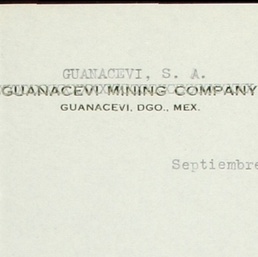 GUANACEVI, S. A.
GUANACEVI MINING COMPANY
GUANACEVI, DGO., MEX.
Septiembre